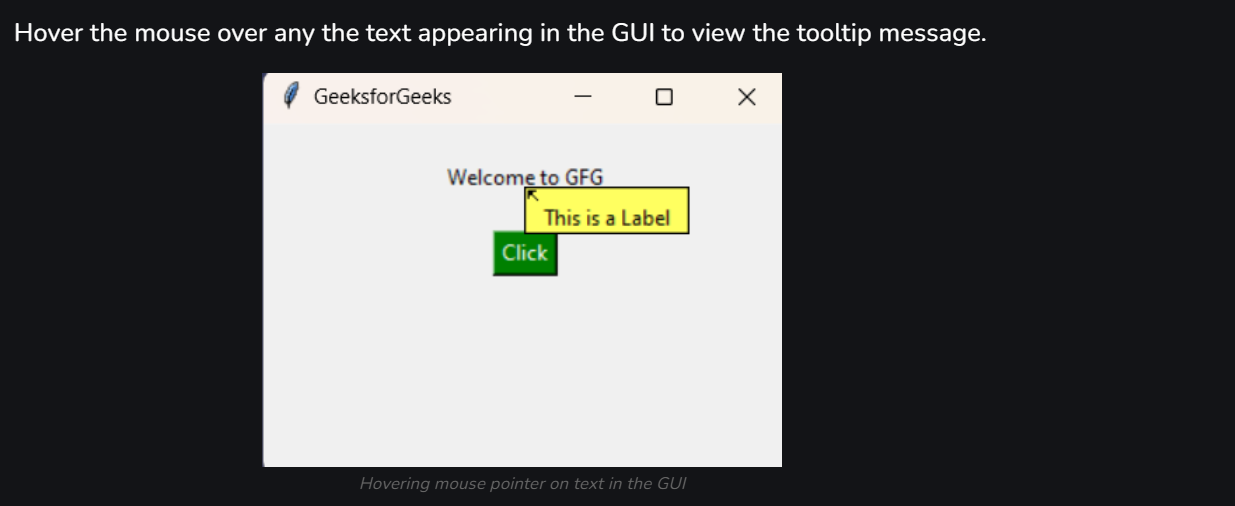 Hover the mouse over any the text appearing in the GUI to view the tooltip message.
GeeksforGeeks
Welcome to GFG
This is a Label
Click
Hovering mouse pointer on text in the GUI